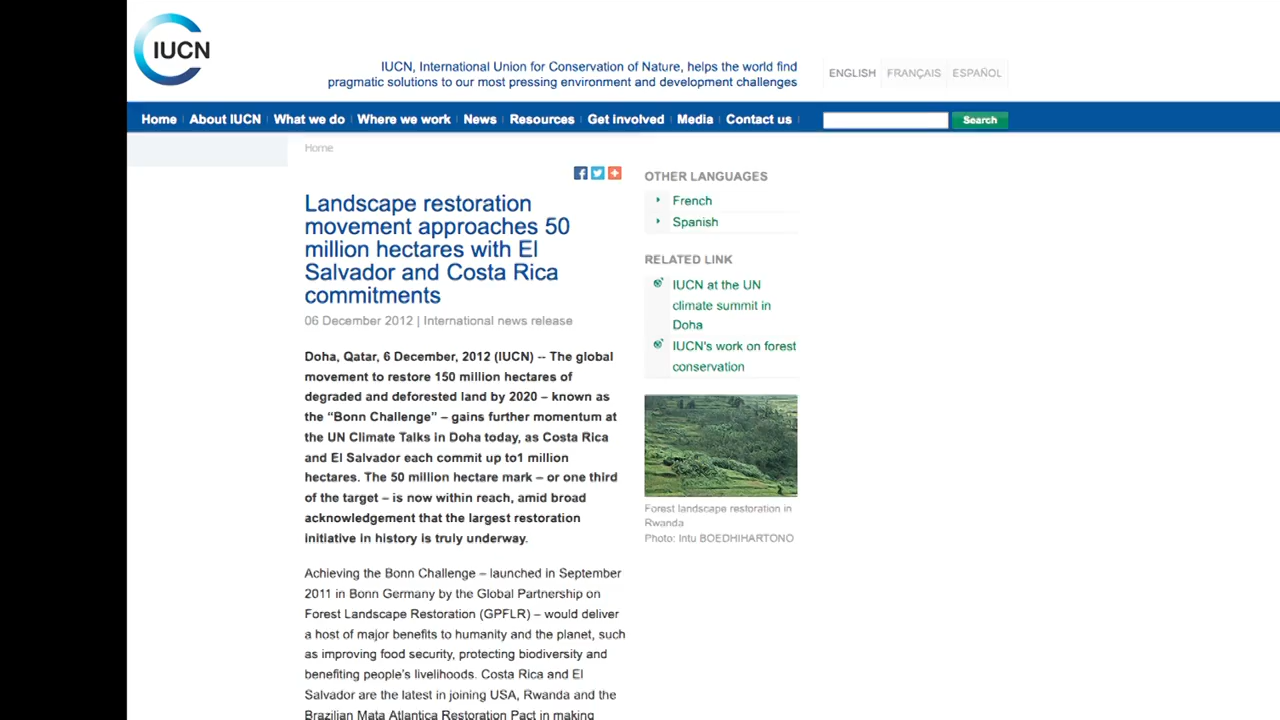 IUCN
IUCN, International Union for Conservation of Nature, helps the world find
pragmatic solutions to our most pressing environment and development challenges
ENGLISH FRANÇAIS ESPAÑOL
Home About IUCN What we do Where we work News Resources Get involved Media Contact us Search
Home
Landscape restoration
movement approaches 50
million hectares with El
Salvador and Costa Rica
commitments
06 December 2012 | International news release
Doha, Qatar, 6 December, 2012 (IUCN) -- The global
movement to restore 150 million hectares of
degraded and deforested land by 2020 – known as
the “Bonn Challenge” – gains further momentum at
the UN Climate Talks in Doha today, as Costa Rica
and El Salvador each commit up to1 million
hectares. The 50 million hectare mark – or one third
of the target – is now within reach, amid broad
acknowledgement that the largest restoration
initiative in history is truly underway.
Achieving the Bonn Challenge – launched in September
2011 in Bonn Germany by the Global Partnership on
Forest Landscape Restoration (GPFLR) – would deliver
a host of major benefits to humanity and the planet, such
as improving food security, protecting biodiversity and
benefiting people’s livelihoods. Costa Rica and El
Salvador are the latest in joining USA, Rwanda and the
Brazilian Mata Atlantica Restoration Pact in making
OTHER LANGUAGES
French
Spanish
RELATED LINK
IUCN at the UN
climate summit in
Doha
IUCN's work on forest
conservation
Forest landscape restoration in
Rwanda
Photo: Intu BOEDHIHARTONO